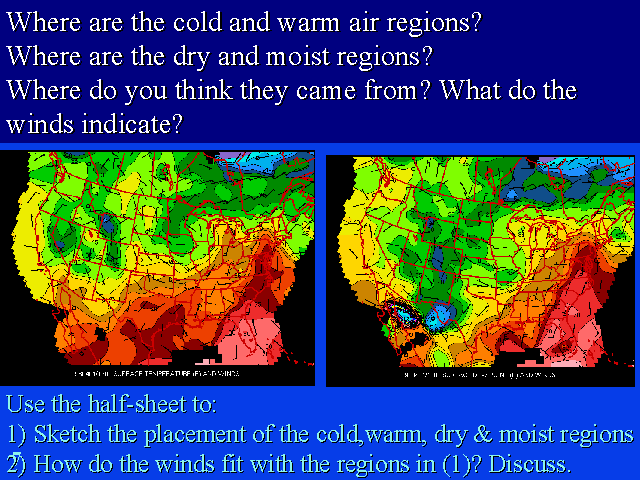 Where are the cold and warm air regions?
Where are the dry and moist regions?
Where do you think they came from? What do the
winds indicate?
SURFACE TEMPERATURE (F) AND WINDS
AND WINDS
Use the half-sheet to:
1) Sketch the placement of the cold,warm, dry & moist regions
2) How do the winds fit with the regions in (1)? Discuss.